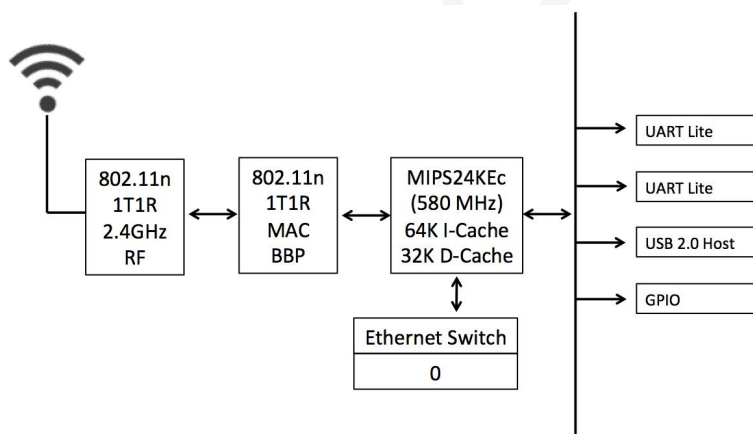 802.11n
1T1R
2.4GHz
RF
802.11n
1T1R
MAC
BBP
MIPS24KEc
(580 MHz)
64K I-Cache
32K D-Cache
Ethernet Switch
0
UART Lite
UART Lite
USB 2.0 Host
GPIO